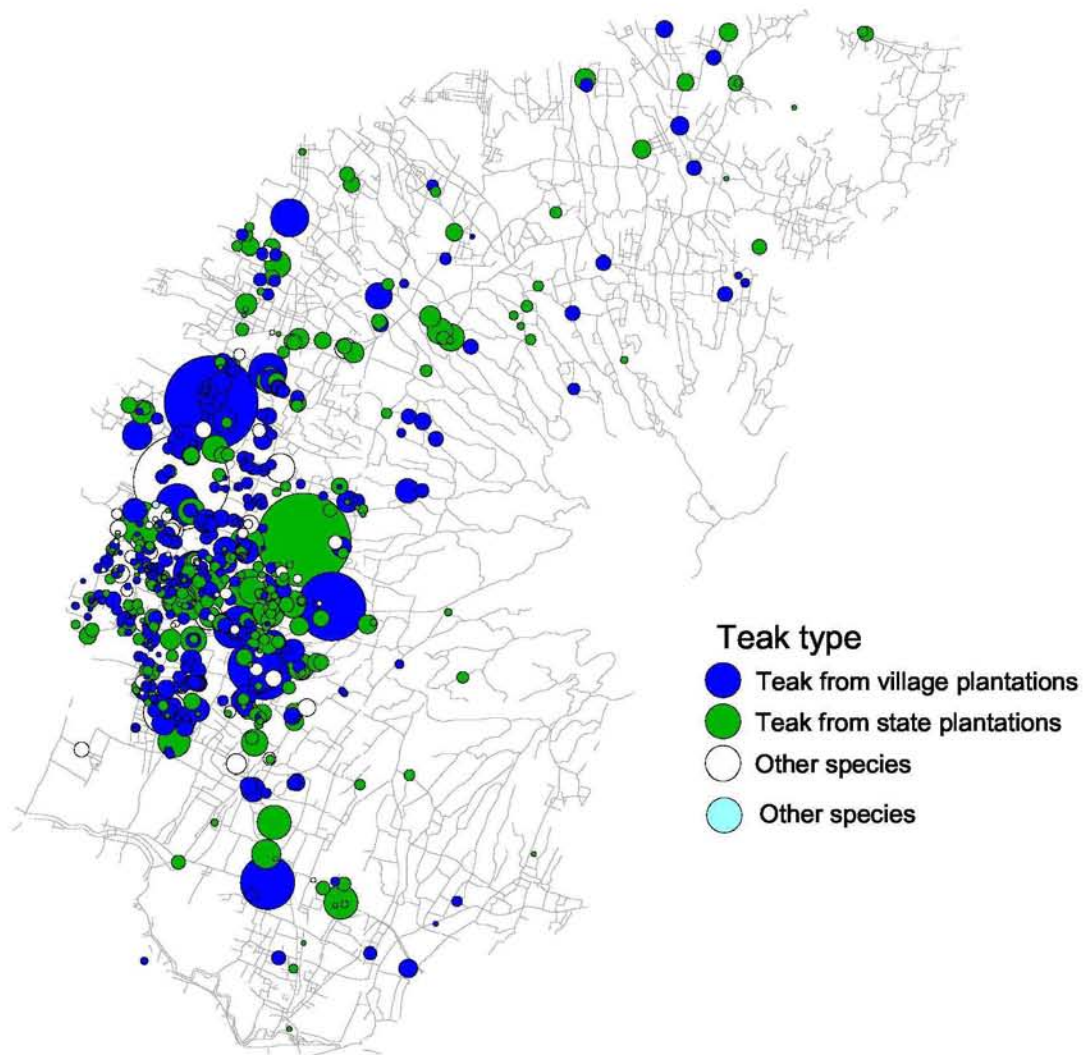 Teak type
Teak from village plantations
Teak from state plantations
Other species
Other species